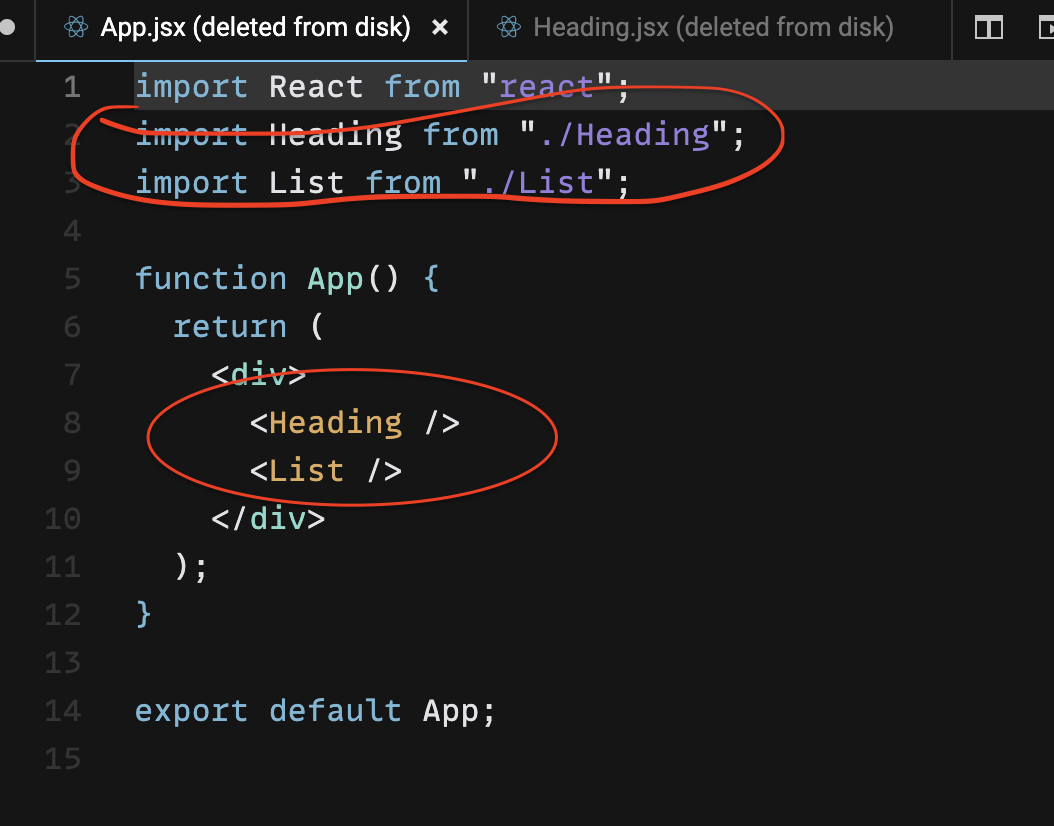 App.jsx (deleted from disk) ×
Heading.jsx (deleted from disk)
1 import React from "react";
2 import Heading from "./Heading";
3 import List from "./List";
4
5 function App() {
6   return (
7     <div>
8       <Heading />
9       <List />
10     </div>
11   );
12 }
13
14 export default App;
15